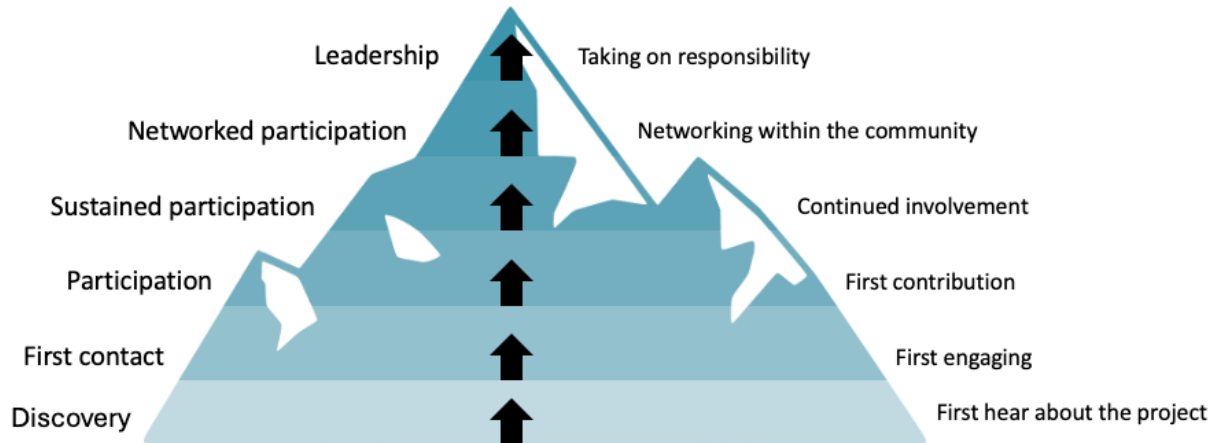 Leadership
Taking on responsibility
Networked participation
Networking within the community
Sustained participation
Continued involvement
Participation
First contribution
First contact
First engaging
Discovery
First hear about the project